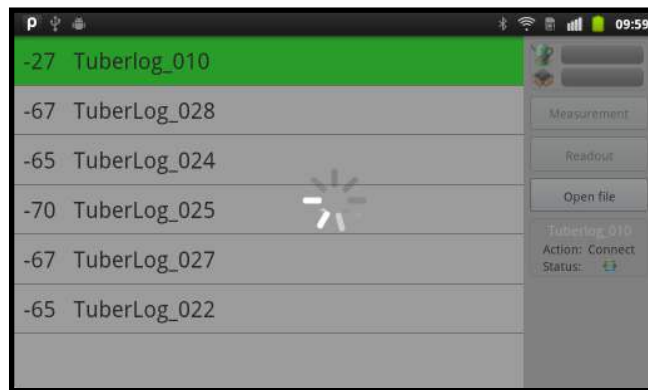 09:59
-27 Tuberlog_010
-67 TuberLog_028
-65 TuberLog_024
-70 TuberLog_025
-67 TuberLog_027
-65 TuberLog_022
Measurement
Readout
Open file
Tuberlog_010
Action: Connect
Status: